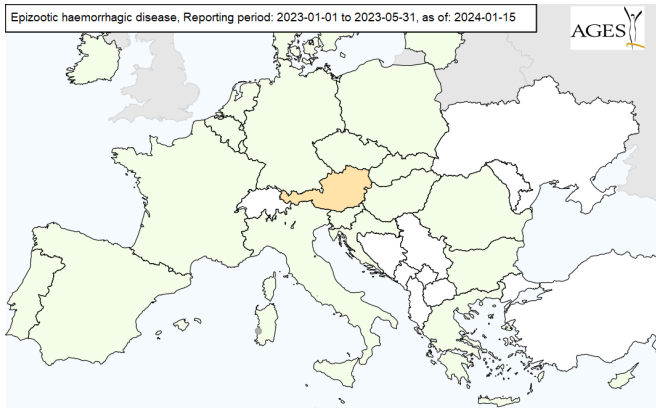 Epizootic haemorrhagic disease, Reporting period: 2023-01-01 to 2023-05-31, as of: 2024-01-15
AGES